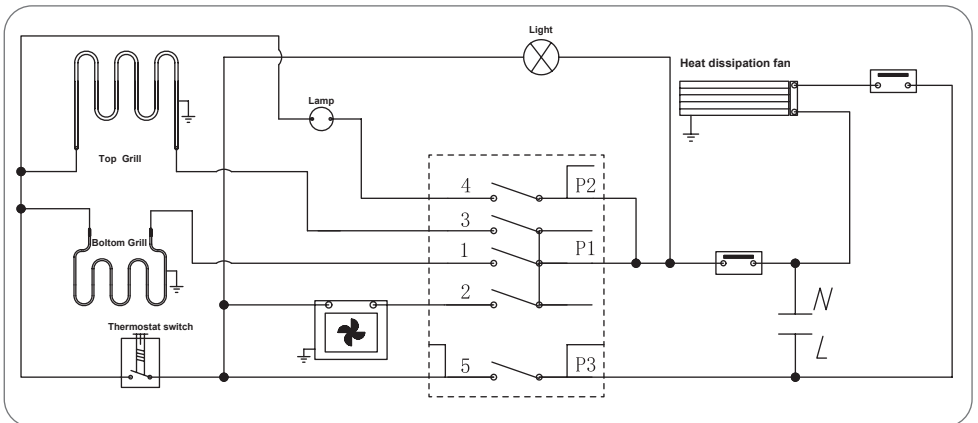 Light
Heat dissipation fan
Lamp
Top Grill
4
P2
3
Boltom Grill
1
P1
2
N
Thermostat switch
L
5
P3